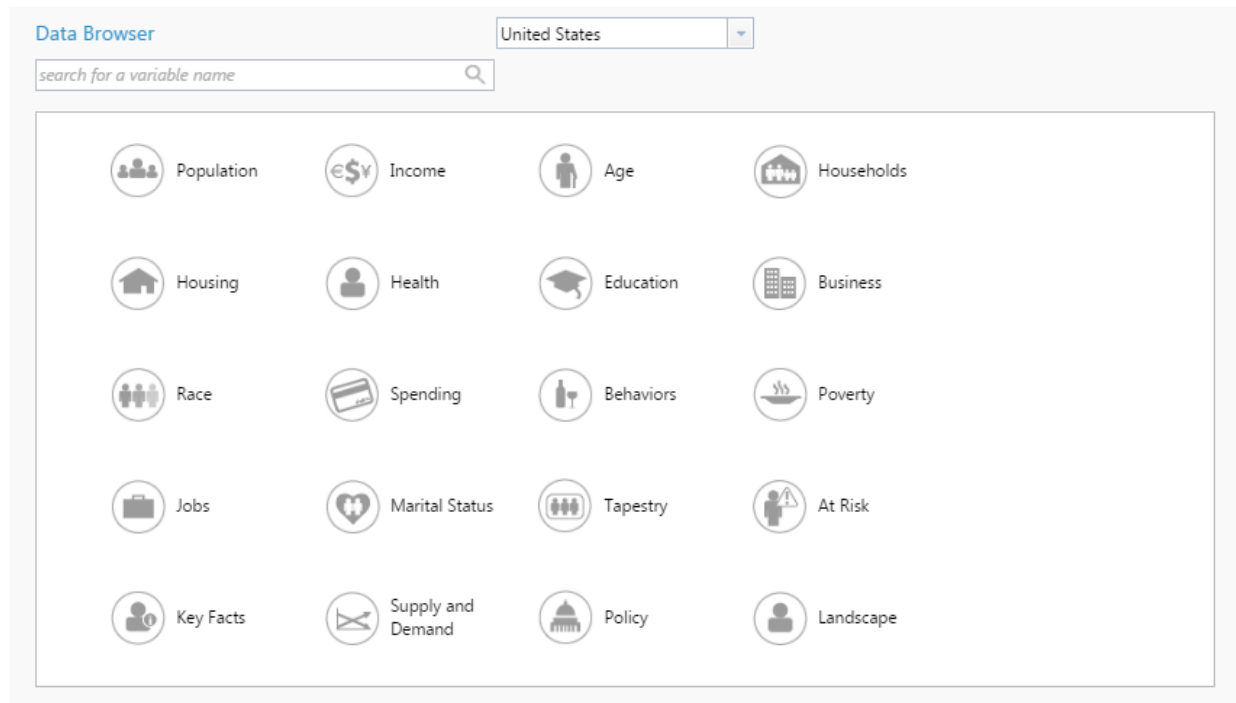 Data Browser
United States
search for a variable name
Population
Income
Age
Households
Housing
Health
Education
Business
Race
Spending
Behaviors
Poverty
Jobs
Marital Status
Tapestry
At Risk
Key Facts
Supply and
Demand
Policy
Landscape